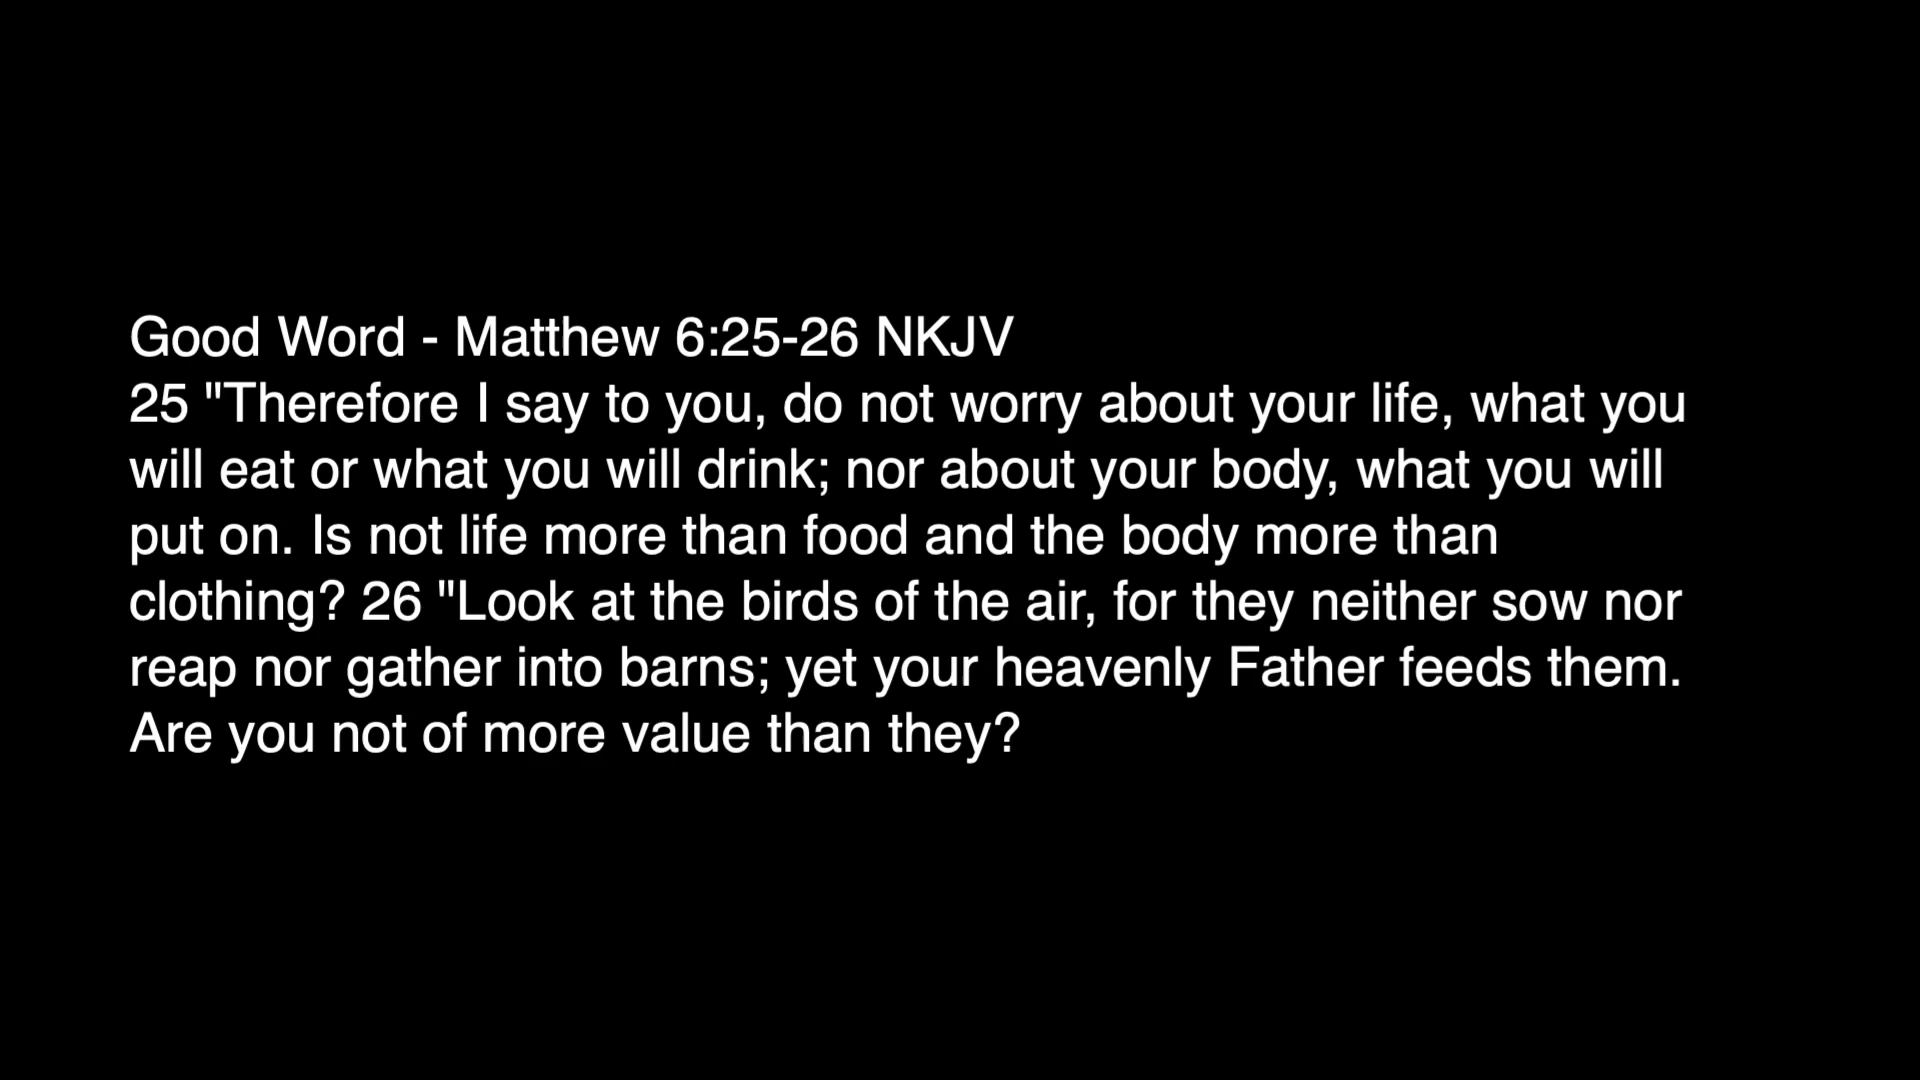 Good Word - Matthew 6:25-26 NKJV
25 "Therefore I say to you, do not worry about your life, what you
will eat or what you will drink; nor about your body, what you will
put on. Is not life more than food and the body more than
clothing? 26 "Look at the birds of the air, for they neither sow nor
reap nor gather into barns; yet your heavenly Father feeds them.
Are you not of more value than they?